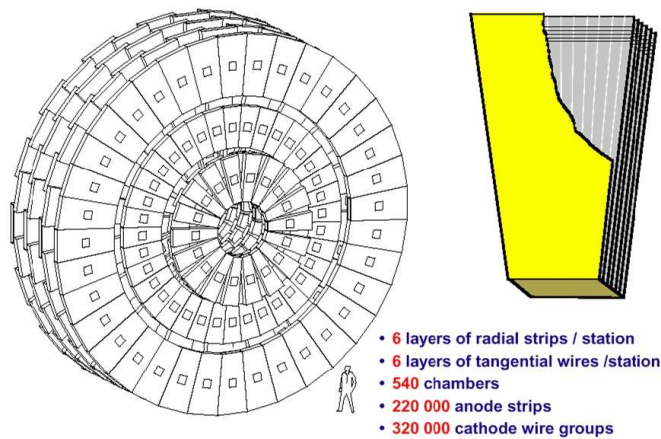 • 6 layers of radial strips / station
• 6 layers of tangential wires /station
• 540 chambers
• 220 000 anode strips
• 320 000 cathode wire groups